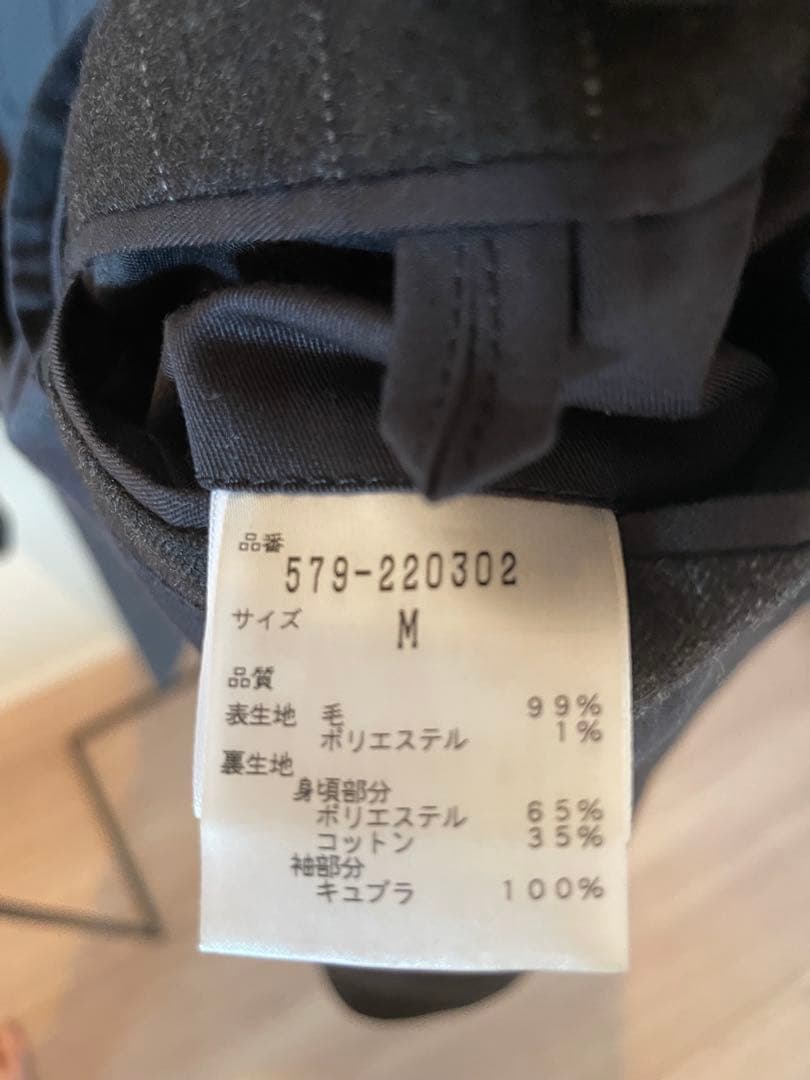 品番
579-220302
サイズ
M
品質
表生地 毛 99%
ポリエステル 1%
裏生地
身頃部分
ポリエステル 65%
コットン 35%
袖部分
キュプラ 100%